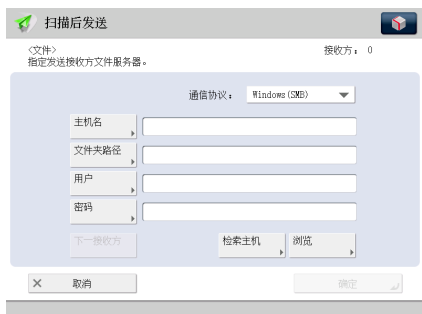 扫描后发送
<文件>
接收方： 0
指定发送接收方文件服务器。
通信协议： Windows(SMB)
主机名
文件夹路径
用户
密码
下一接收方 检索主机 浏览
× 取消 确定